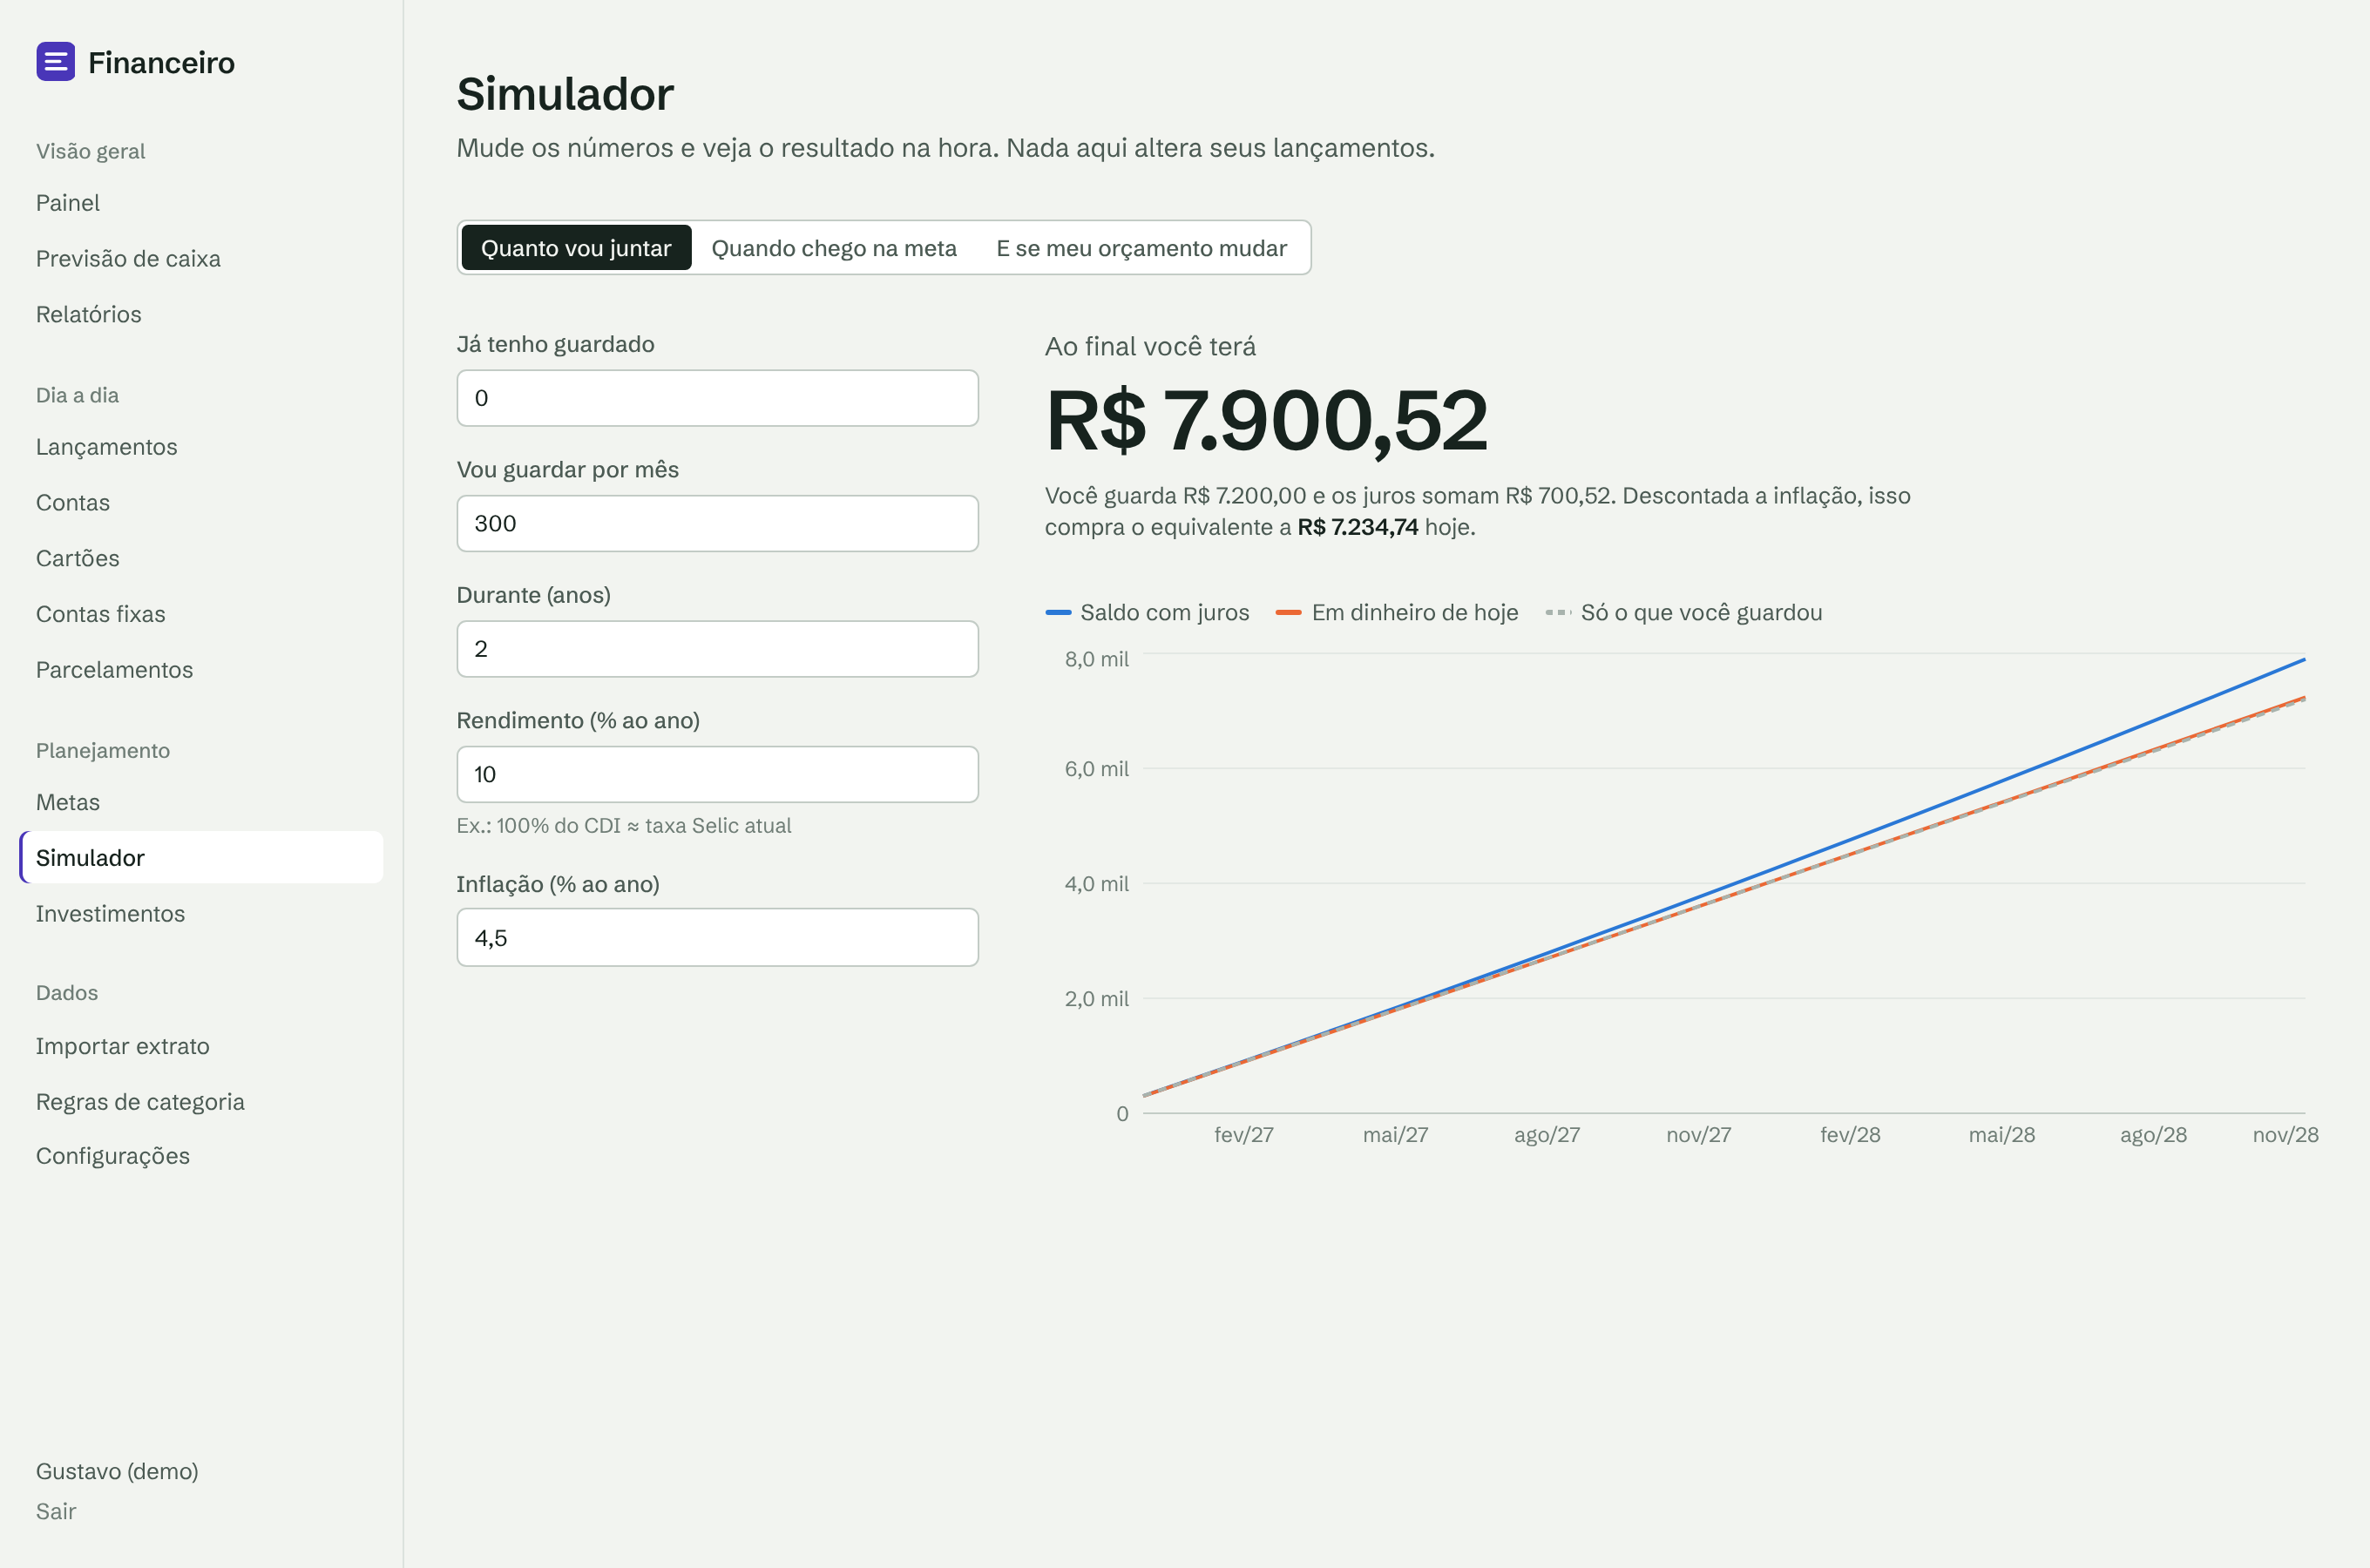 Financeiro
Visão geral
Painel
Previsão de caixa
Relatórios
Dia a dia
Lançamentos
Contas
Cartões
Contas fixas
Parcelamentos
Planejamento
Metas
Simulador
Investimentos
Dados
Importar extrato
Regras de categoria
Configurações
Gustavo (demo)
Sair
Simulador
Mude os números e veja o resultado na hora. Nada aqui altera seus lançamentos.
Quanto vou juntar Quando chego na meta E se meu orçamento mudar
Já tenho guardado
0
Vou guardar por mês
300
Durante (anos)
2
Rendimento (% ao ano)
10
Ex.: 100% do CDI ≈ taxa Selic atual
Inflação (% ao ano)
4,5
Ao final você terá
R$ 7.900,52
Você guarda R$ 7.200,00 e os juros somam R$ 700,52. Descontada a inflação, isso
compra o equivalente a R$ 7.234,74 hoje.
Saldo com juros Em dinheiro de hoje Só o que você guardou
8,0 mil
6,0 mil
4,0 mil
2,0 mil
0
fev/27 mai/27 ago/27 nov/27 fev/28 mai/28 ago/28 nov/28